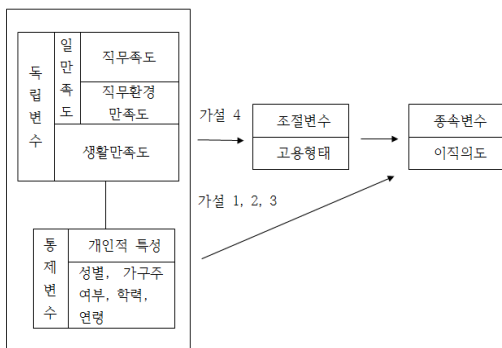 독립변수
일만족도
직무족도
직무환경
만족도
생활만족도
통제변수
개인적 특성
성별, 가구주
여부, 학력,
연령
가설 4
가설 1, 2, 3
조절변수
고용형태
종속변수
이직의도